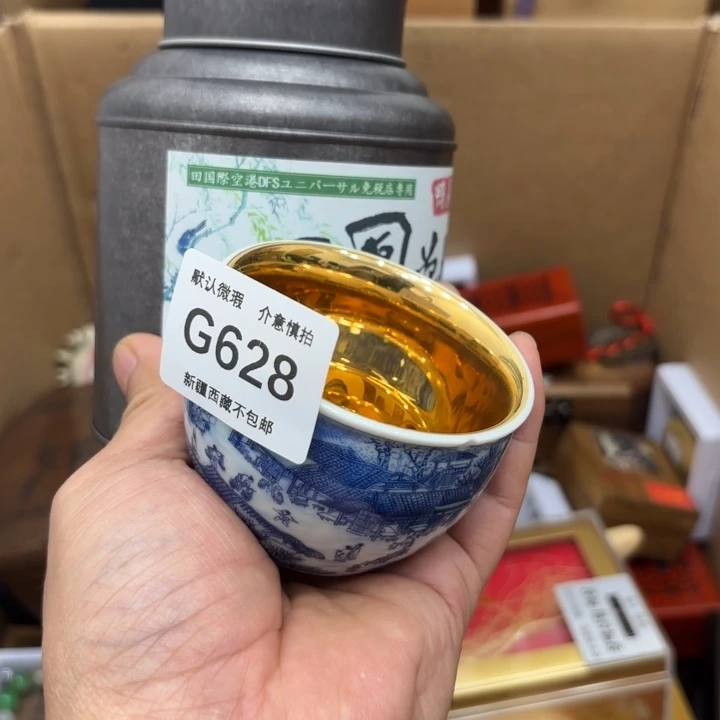 田国際空港DFSユニバーサル免税店専用
默认微瑕 介意慎拍
G628
新疆西藏不包邮